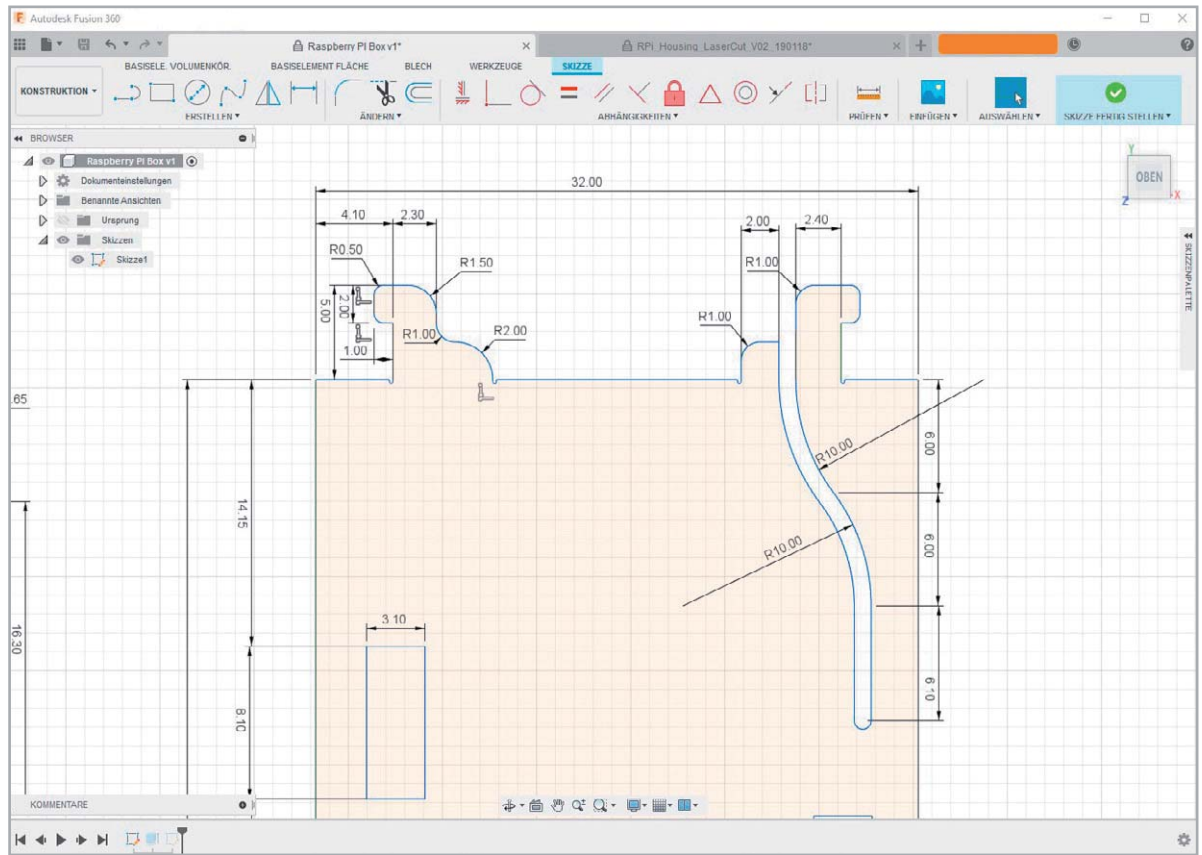 Autodesk Fusion 360
Raspberry PI Box v1*
RPI_Housing_LaserCut_V02_190118*
BASISELE. VOLUMENKÖR.
BASISELEMENT FLÄCHE
BLECH
WERKZEUGE
SKIZZE
KONSTRUKTION
ERSTELLEN
ÄNDERN
ABHÄNGIGKEITEN
PRÜFEN
EINFÜGEN
AUSWÄHLEN
SKIZZE FERTIG STELLEN
BROWSER
Raspberry PI Box v1
Dokumenteinstellungen
Benannte Ansichten
Ursprung
Skizzen
Skizze1
Y
OBEN
Z
X
SKIZZENPALETTE
32.00
4.10
2.30
2.00
2.40
R0.50
R1.50
R1.00
5.00
2.00
R1.00
R2.00
R1.00
1.00
.65
6.00
R10.00
14.15
6.00
R10.00
3.10
16.30
6.10
8.10
KOMMENTARE